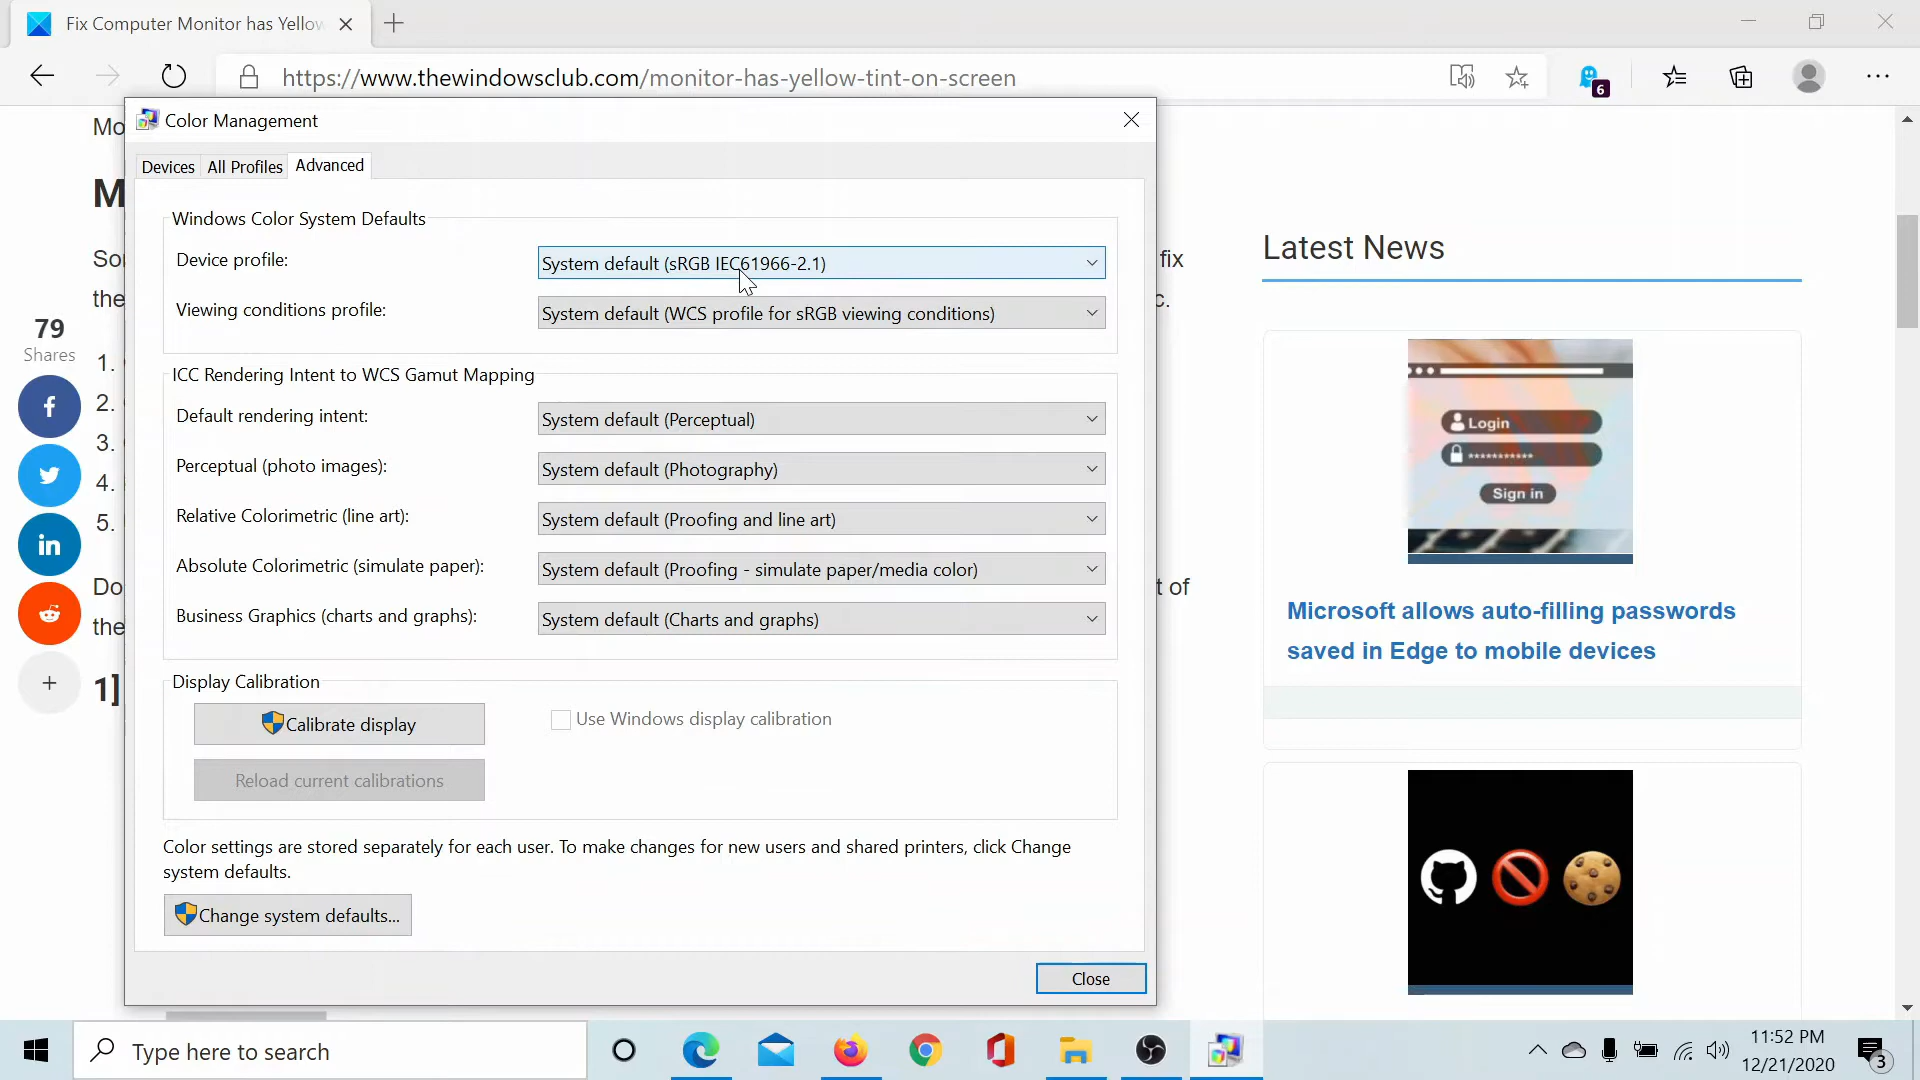 Fix Computer Monitor has Yellow
https://www.thewindowsclub.com/monitor-has-yellow-tint-on-screen
6
Mo
M
So
the
79
Shares
1.
2.
3.
4.
5.
Do
the
1]
f
in
+
Color Management
Devices
All Profiles
Advanced
Windows Color System Defaults
Device profile:
System default (sRGB IEC61966-2.1)
Viewing conditions profile:
System default (WCS profile for sRGB viewing conditions)
ICC Rendering Intent to WCS Gamut Mapping
Default rendering intent:
System default (Perceptual)
Perceptual (photo images):
System default (Photography)
Relative Colorimetric (line art):
System default (Proofing and line art)
Absolute Colorimetric (simulate paper):
System default (Proofing - simulate paper/media color)
Business Graphics (charts and graphs):
System default (Charts and graphs)
Display Calibration
Calibrate display
Use Windows display calibration
Reload current calibrations
Color settings are stored separately for each user. To make changes for new users and shared printers, click Change
system defaults.
Change system defaults...
Close
fix
c.
t of
Latest News
Login
***********
Sign in
Microsoft allows auto-filling passwords
saved in Edge to mobile devices
Type here to search
11:52 PM
12/21/2020
3